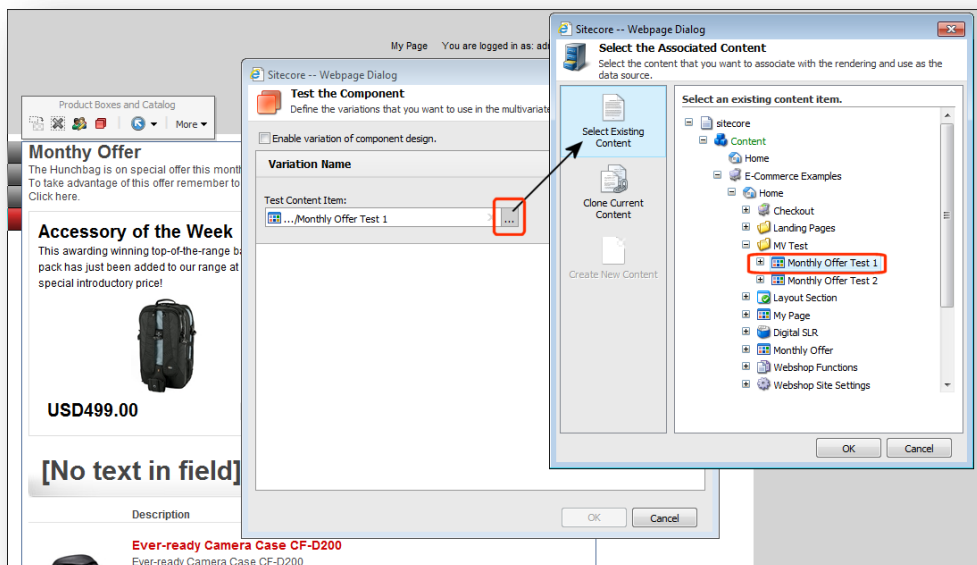 My Page You are logged in as:
Product Boxes and Catalog
More
Monthy Offer
The Hunchbag is on special offer this month
To take advantage of this offer remember to
Click here.
Accessory of the Week
This awarding winning top-of-the-range
pack has just been added to our range at
special introductory price!
USD499.00
[No text in field]
Description
Ever-ready Camera Case CF-D200
Ever-ready Camera Case CF-D200
Sitecore -- Webpage Dialog
Test the Component
Define the variations that you want to use in the multivariate
Enable variation of component design.
Variation Name
Test Content Item:
.../Monthly Offer Test 1
...
OK
Cancel
Sitecore -- Webpage Dialog
Select the Associated Content
Select the content that you want to associate with the rendering and use as the
data source.
Select Existing
Content
Clone Current
Content
Create New Content
Select an existing content item.
sitecore
Content
Home
E-Commerce Examples
Home
Checkout
Landing Pages
MV Test
Monthly Offer Test 1
Monthly Offer Test 2
Layout Section
My Page
Digital SLR
Monthly Offer
Webshop Functions
Webshop Site Settings
OK
Cancel